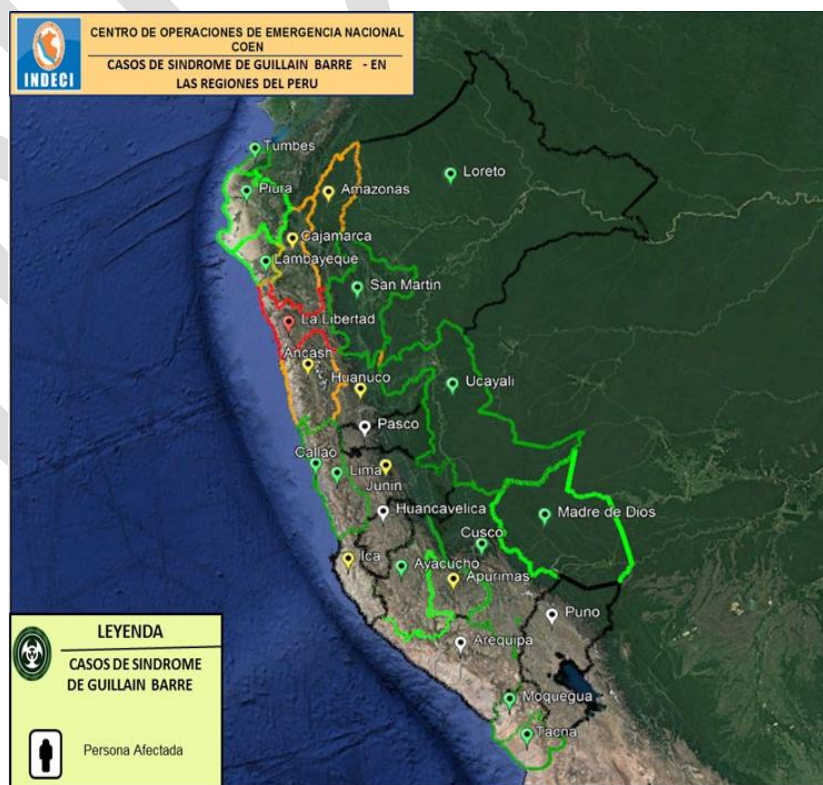 CENTRO DE OPERACIONES DE EMERGENCIA NACIONAL
COEN
CASOS DE SINDROME DE GUILLAIN BARRE - EN
LAS REGIONES DEL PERU
INDECI
Tumbes
Loreto
Piura
Amazonas
Cajamarca
Lambayeque
San Martin
La Libertad
Ancash
Huanuco
Ucayali
Pasco
Callao
Lima
Junin
Huancavelica
Madre de Dios
Cusco
Ica
Ayacucho
Apurimas
Puno
Arequipa
Moquegua
Tacna
LEYENDA
CASOS DE SINDROME
DE GUILLAIN BARRE
Persona Afectada